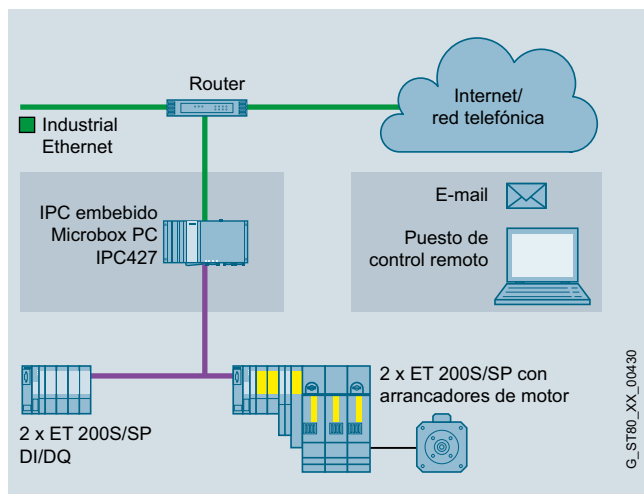 Router
Internet/
red telefónica
Industrial
Ethernet
IPC embebido
Microbox PC
IPC427
E-mail
Puesto de
control remoto
2 x ET 200S/SP
DI/DQ
2 x ET 200S/SP con
arrancadores de motor
G_ST80_XX_00430